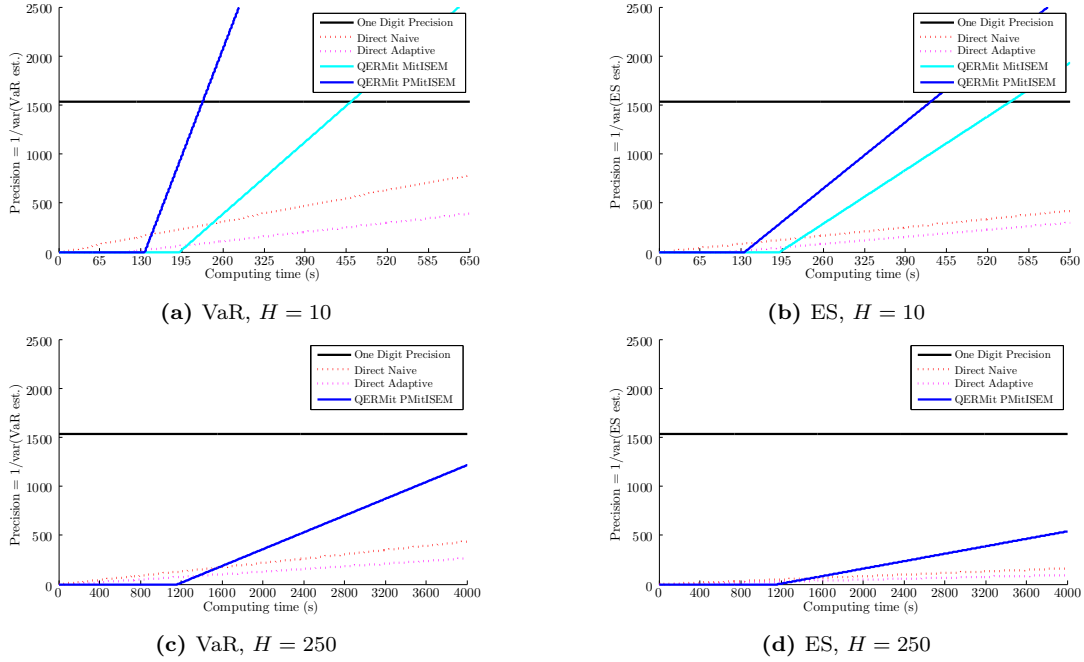 2500
2000
1500
1000
500
0
Precision = 1/var(VaR est.)
One Digit Precision
Direct Naive
Direct Adaptive
QERMit MitISEM
QERMit PMitISEM
0 65 130 195 260 325 390 455 520 585 650
Computing time (s)
(a) VaR, H = 10
2500
2000
1500
1000
500
0
Precision = 1/var(ES est.)
One Digit Precision
Direct Naive
Direct Adaptive
QERMit MitISEM
QERMit PMitISEM
0 65 130 195 260 325 390 455 520 585 650
Computing time (s)
(b) ES, H = 10
2500
2000
1500
1000
500
0
Precision = 1/var(VaR est.)
One Digit Precision
Direct Naive
Direct Adaptive
QERMit PMitISEM
0 400 800 1200 1600 2000 2400 2800 3200 3600 4000
Computing time (s)
(c) VaR, H = 250
2500
2000
1500
1000
500
0
Precision = 1/var(ES est.)
One Digit Precision
Direct Naive
Direct Adaptive
QERMit PMitISEM
0 400 800 1200 1600 2000 2400 2800 3200 3600 4000
Computing time (s)
(d) ES, H = 250